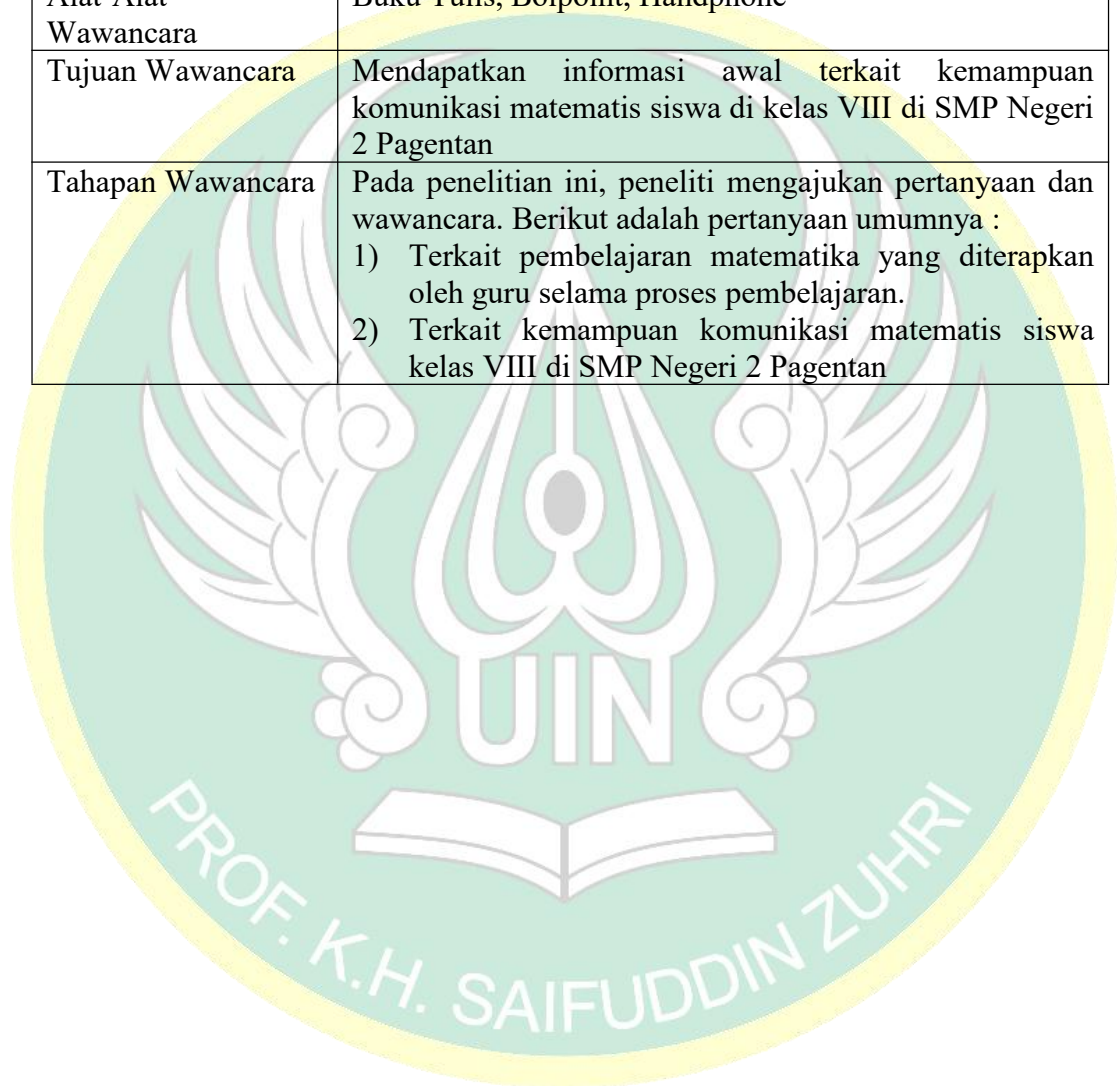 Alat-Alat Buku Tulis, Bolpoint, Handphone
Wawancara
Tujuan Wawancara Mendapatkan informasi awal terkait kemampuan
komunikasi matematis siswa di kelas VIII di SMP Negeri
2 Pagentan
Tahapan Wawancara Pada penelitian ini, peneliti mengajukan pertanyaan dan
wawancara. Berikut adalah pertanyaan umumnya :
1) Terkait pembelajaran matematika yang diterapkan
oleh guru selama proses pembelajaran.
2) Terkait kemampuan komunikasi matematis siswa
kelas VIII di SMP Negeri 2 Pagentan
UIN
PROF. K.H. SAIFUDDIN ZUHRI